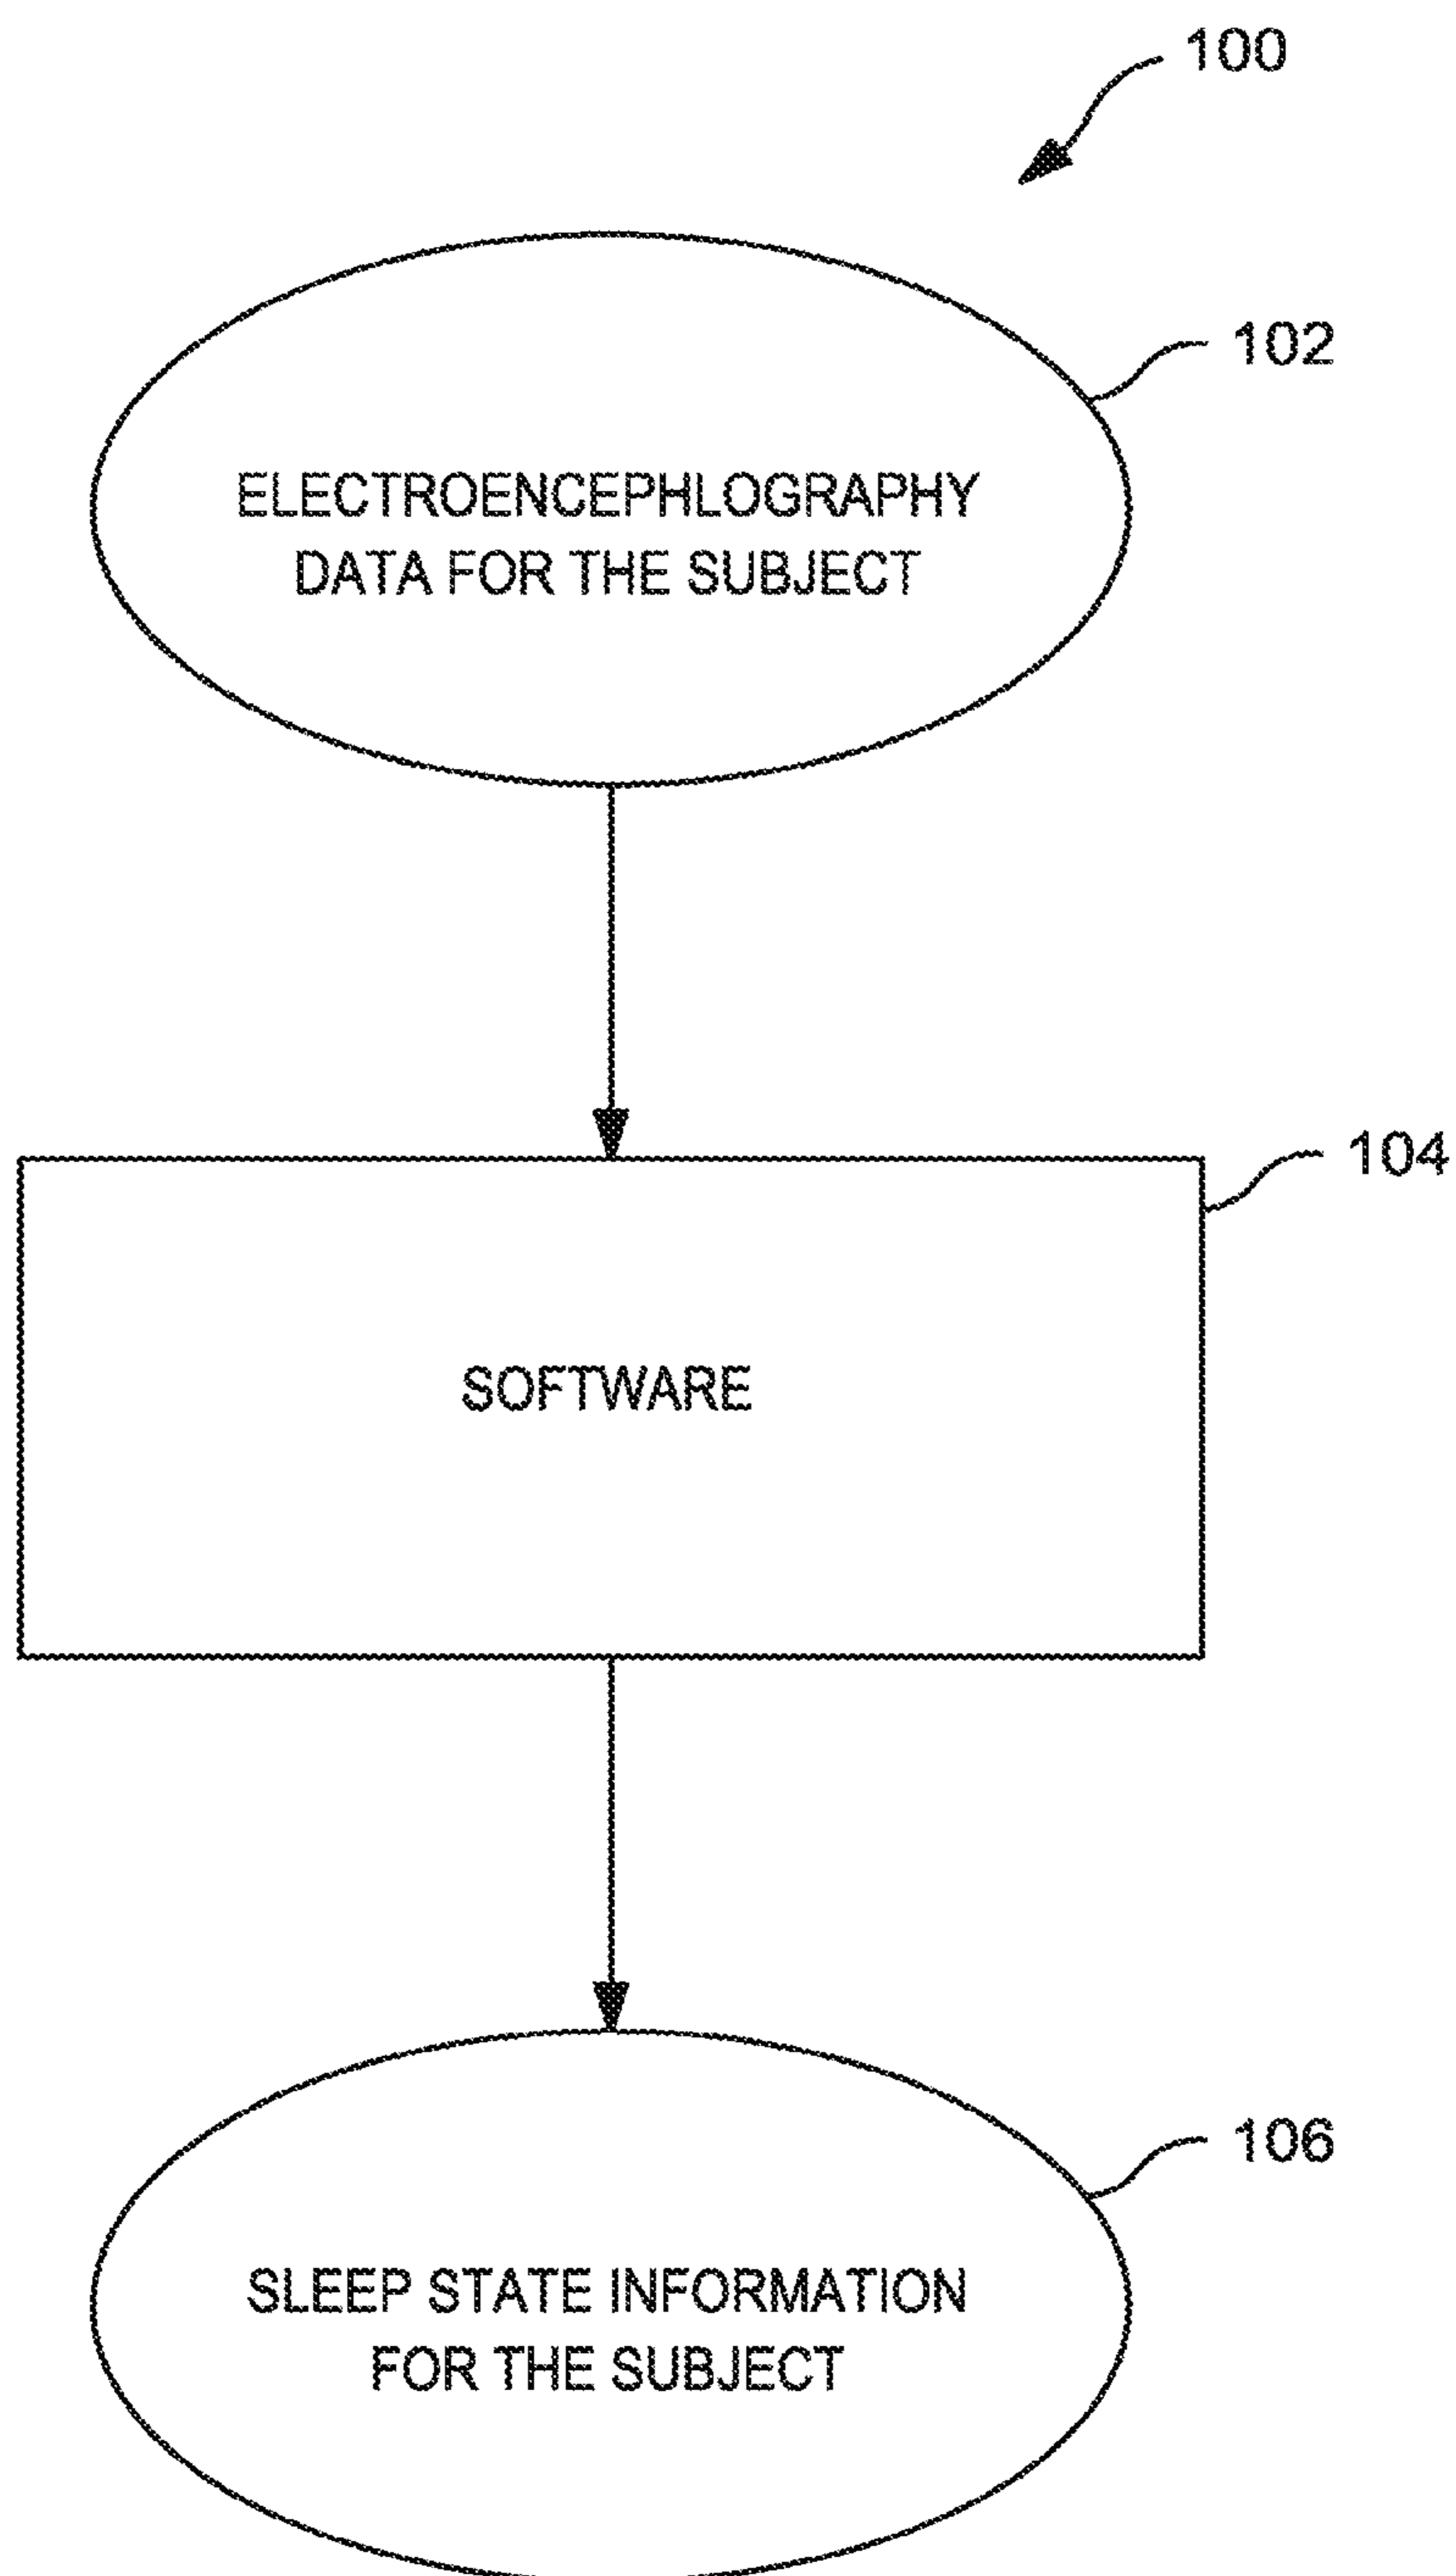 100
102
ELECTROENCEPHLOGRAPHY
DATA FOR THE SUBJECT
104
SOFTWARE
106
SLEEP STATE INFORMATION
FOR THE SUBJECT